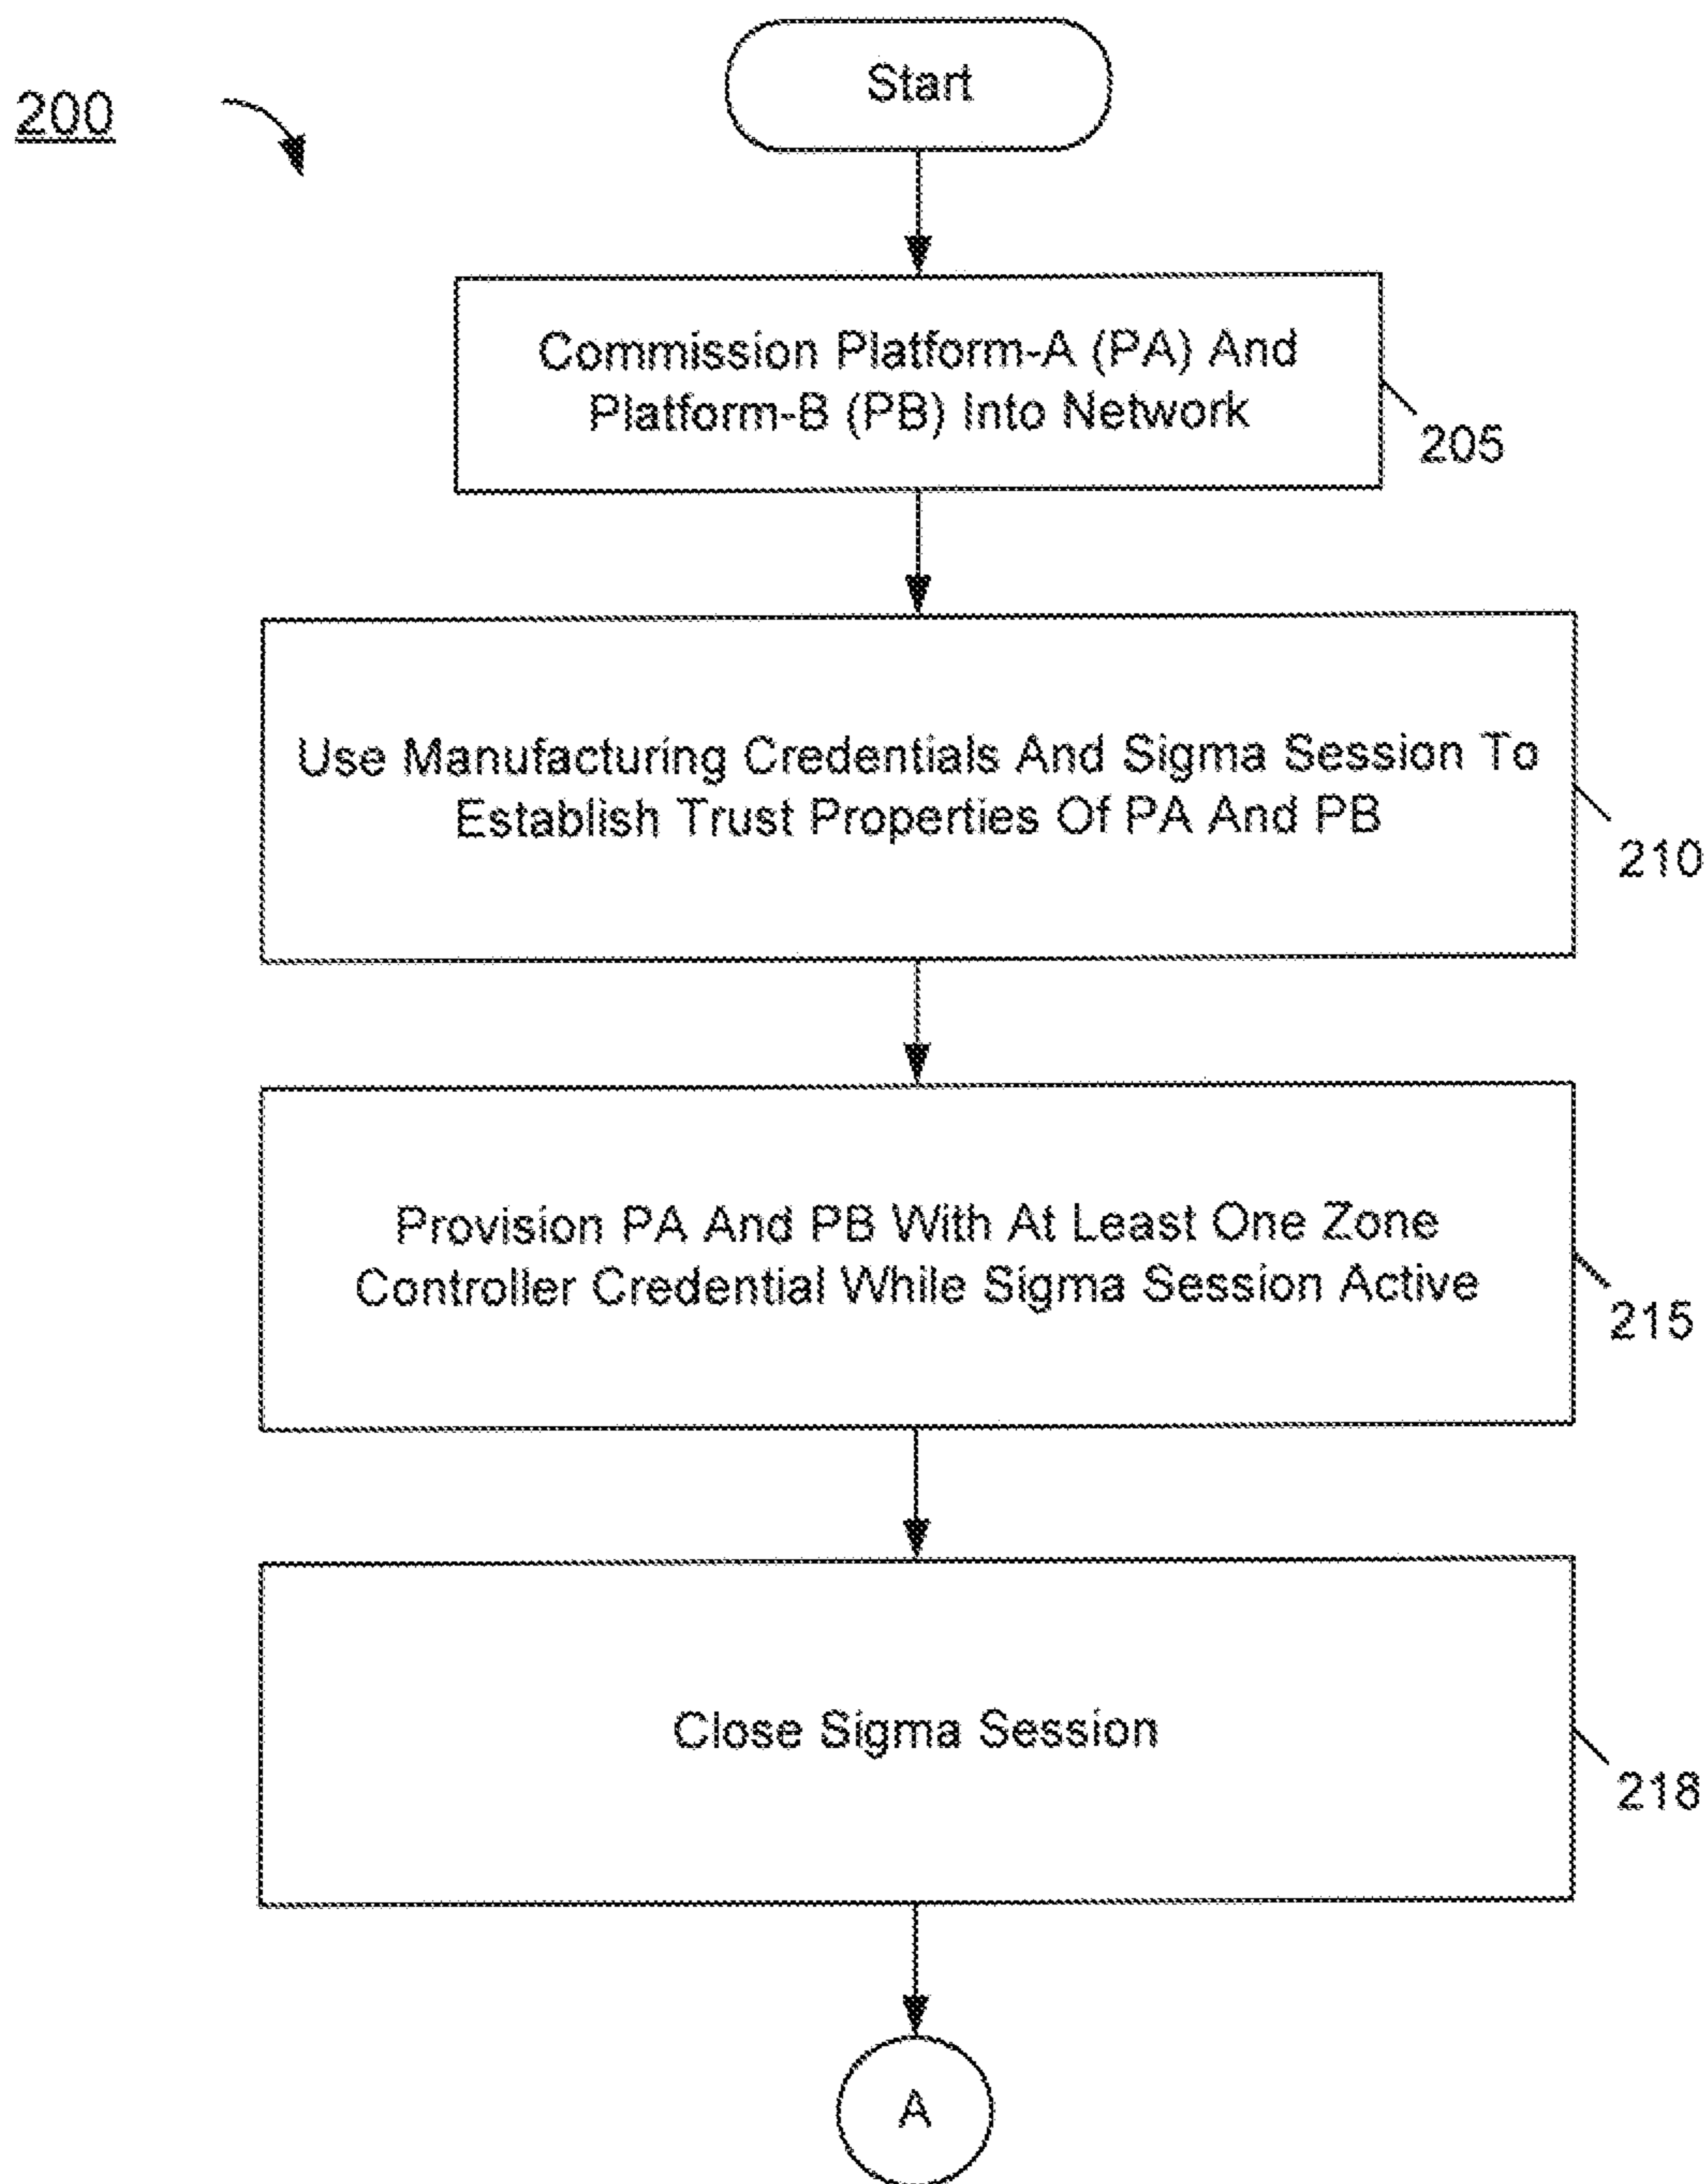 200
Start
Commission Platform-A (PA) And
Platform-B (PB) Into Network
205
Use Manufacturing Credentials And Sigma Session To
Establish Trust Properties Of PA And PB
210
Provision PA And PB With At Least One Zone
Controller Credential While Sigma Session Active
215
Close Sigma Session
218
A